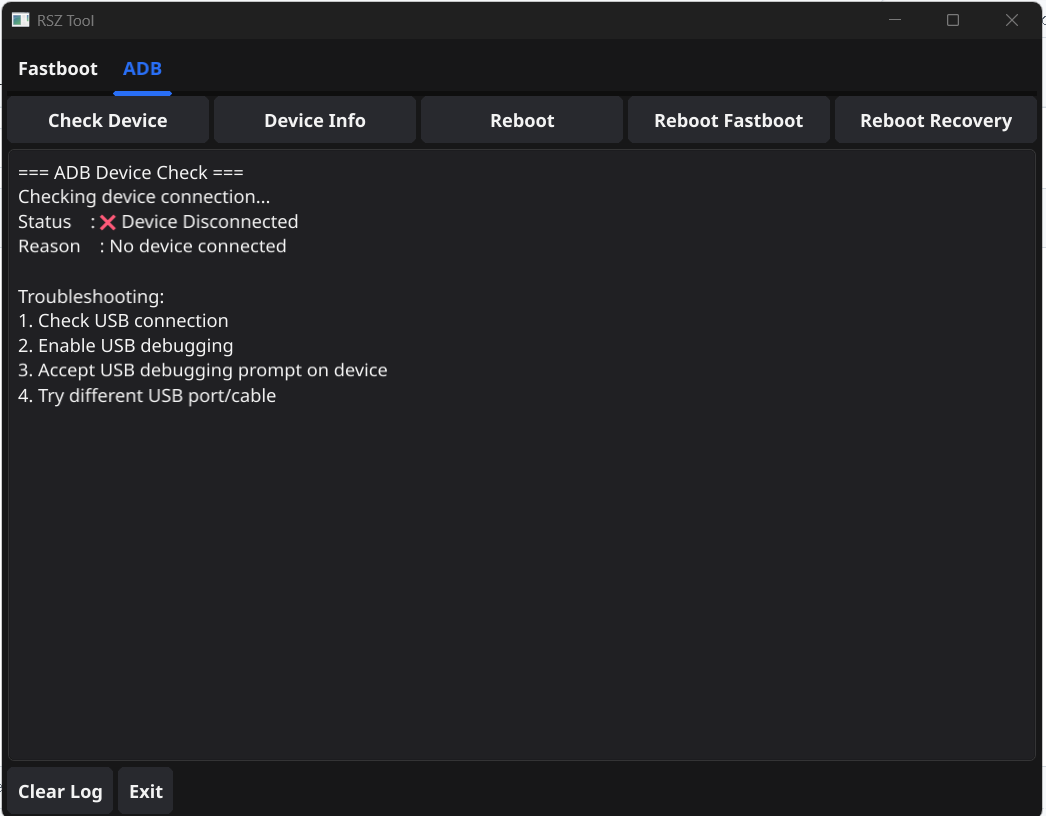 RSZ Tool
Fastboot ADB
Check Device Device Info Reboot Reboot Fastboot Reboot Recovery
=== ADB Device Check ===
Checking device connection...
Status : ❌ Device Disconnected
Reason : No device connected
Troubleshooting:
1. Check USB connection
2. Enable USB debugging
3. Accept USB debugging prompt on device
4. Try different USB port/cable
Clear Log Exit